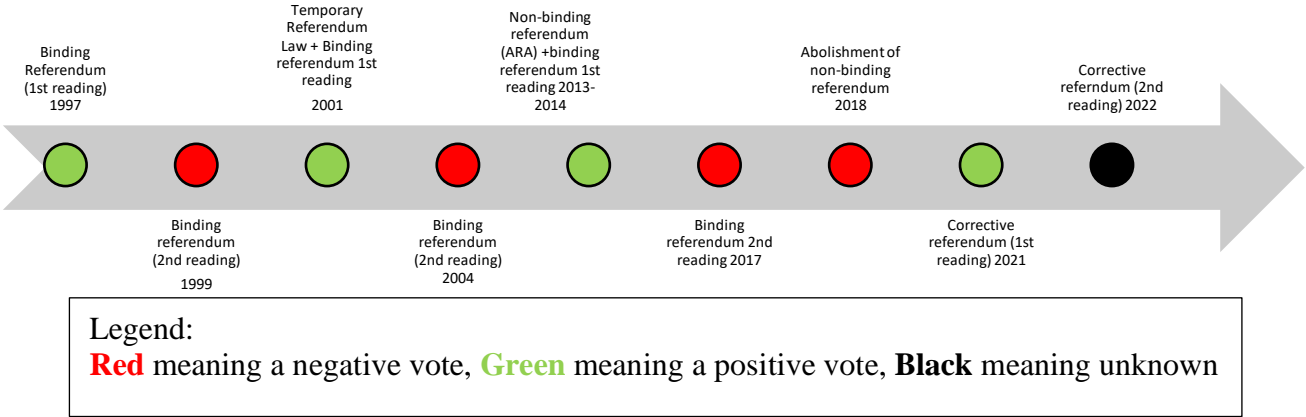 Binding
Referendum
(1st reading)
1997
Temporary
Referendum
Law + Binding
referendum 1st
reading
2001
Non-binding
referendum
(ARA) +binding
referendum 1st
reading 2013-
2014
Abolishment of
non-binding
referendum
2018
Corrective
referndum (2nd
reading) 2022
Binding
referendum
(2nd reading)
1999
Binding
referendum
(2nd reading)
2004
Binding
referendum 2nd
reading 2017
Corrective
referendum (1st
reading) 2021
Legend:
Red meaning a negative vote, Green meaning a positive vote, Black meaning unknown